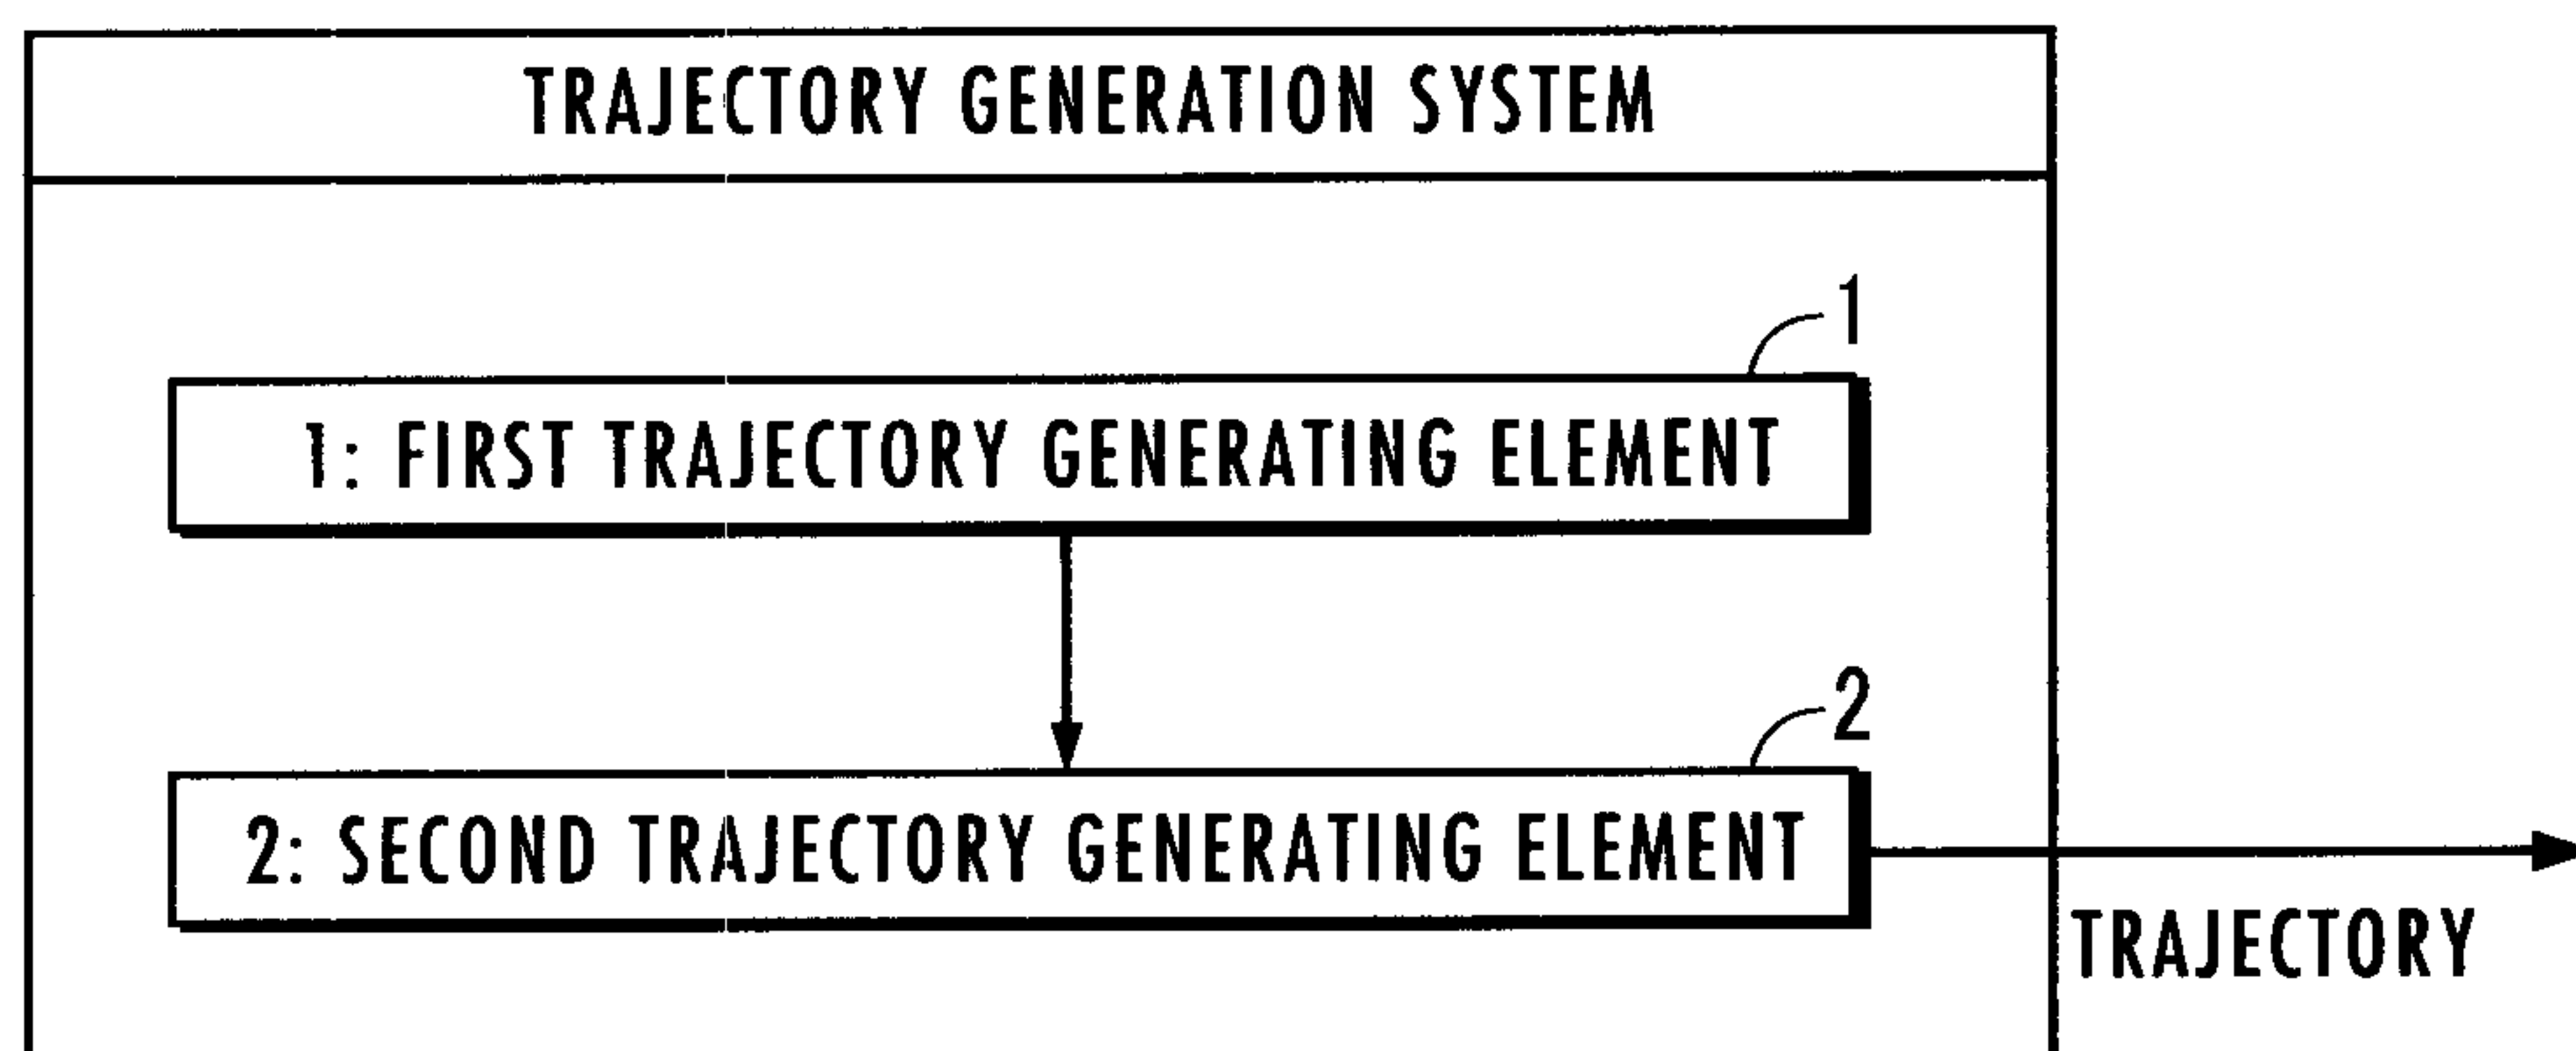 TRAJECTORY GENERATION SYSTEM
1
1: FIRST TRAJECTORY GENERATING ELEMENT
2
2: SECOND TRAJECTORY GENERATING ELEMENT
TRAJECTORY